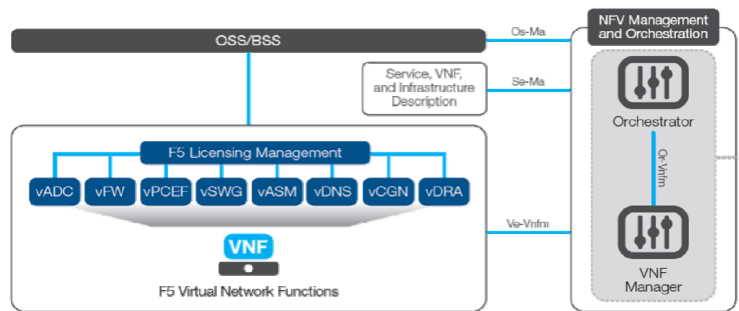 NFV Management
and Orchestration
OSS/BSS
Os-Ma
Service, VNF,
and Infrastructure
Description
Se-Ma
Orchestrator
Or-Vnfm
F5 Licensing Management
vADC
vFW
vPCEF
vSWG
vASM
vDNS
vCGN
vDRA
Ve-Vnfm
VNF
F5 Virtual Network Functions
VNF
Manager